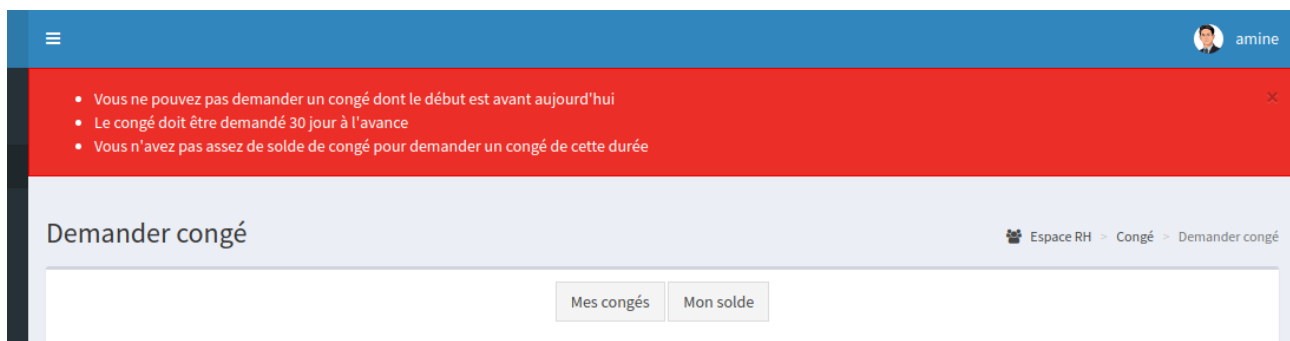 amine
Vous ne pouvez pas demander un congé dont le début est avant aujourd'hui
Le congé doit être demandé 30 jour à l'avance
Vous n'avez pas assez de solde de congé pour demander un congé de cette durée
Demander congé
Espace RH > Congé > Demander congé
Mes congés Mon solde